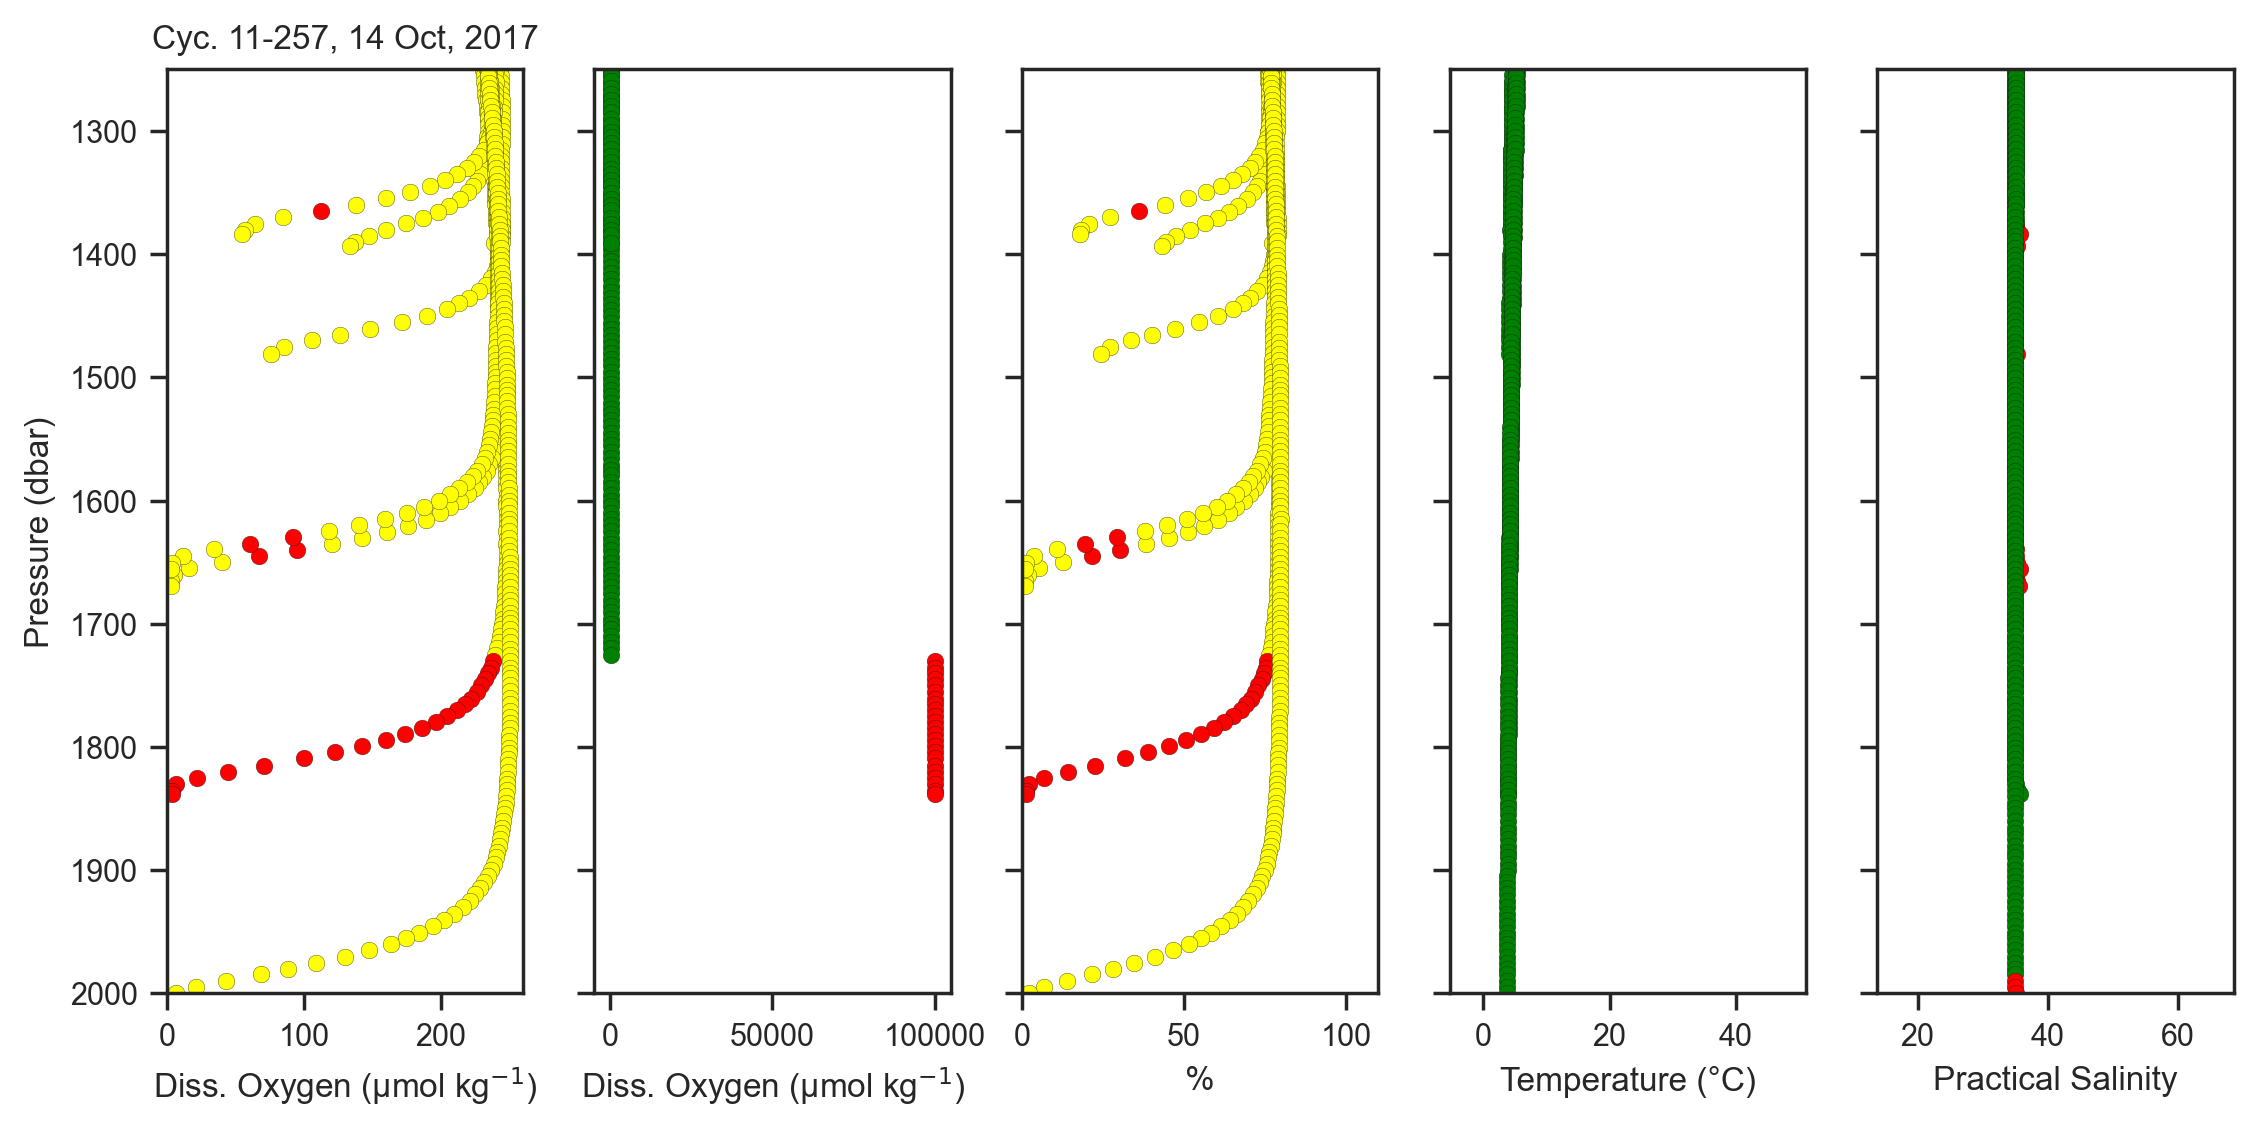 Cyc. 11-257, 14 Oct, 2017
Pressure (dbar)
1300
1400
1500
1600
1700
1800
1900
2000
0 100 200
Diss. Oxygen (µmol kg⁻¹)
0 50000 100000
Diss. Oxygen (µmol kg⁻¹)
0 50 100
%
0 20 40
Temperature (°C)
20 40 60
Practical Salinity